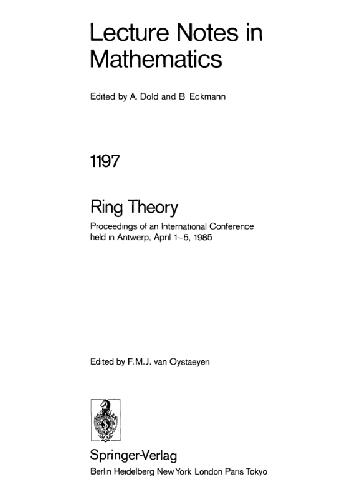 Lecture Notes in
Mathematics
Edited by A. Dold and B. Eckmann
1197
Ring Theory
Proceedings of an International Conference
held in Antwerp, April 1–5, 1985
Edited by F.M.J. van Oystaeyen
Springer-Verlag
Berlin Heidelberg New York London Paris Tokyo